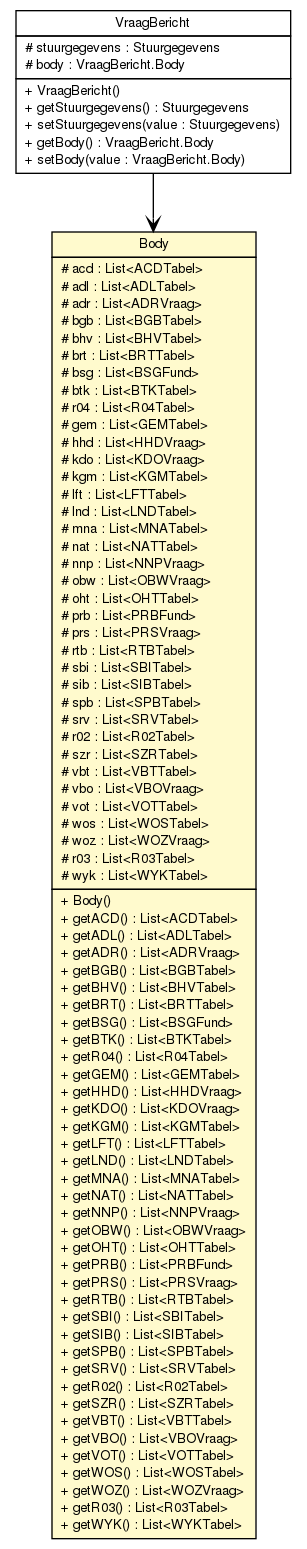 VraagBericht
# stuurgegevens : Stuurgegevens
# body : VraagBericht.Body
+ VraagBericht()
+ getStuurgegevens() : Stuurgegevens
+ setStuurgegevens(value : Stuurgegevens)
+ getBody() : VraagBericht.Body
+ setBody(value : VraagBericht.Body)
Body
# acd : List<ACDTabel>
# adl : List<ADLTabel>
# adr : List<ADRVraag>
# bgb : List<BGBTabel>
# bhv : List<BHVTabel>
# brt : List<BRTTabel>
# bsg : List<BSGFund>
# btk : List<BTKTabel>
# r04 : List<R04Tabel>
# gem : List<GEMTabel>
# hhd : List<HHDVraag>
# kdo : List<KDOVraag>
# kgm : List<KGMTabel>
# lft : List<LFTTabel>
# lnd : List<LNDTabel>
# mna : List<MNATabel>
# nat : List<NATTabel>
# nnp : List<NNPVraag>
# obw : List<OBWVraag>
# oht : List<OHTTabel>
# prb : List<PRBFund>
# prs : List<PRSVraag>
# rtb : List<RTBTabel>
# sbi : List<SBITabel>
# sib : List<SIBTabel>
# spb : List<SPBTabel>
# srv : List<SRVTabel>
# r02 : List<R02Tabel>
# szr : List<SZRTabel>
# vbt : List<VBTTabel>
# vbo : List<VBOVraag>
# vot : List<VOTTabel>
# wos : List<WOSTabel>
# woz : List<WOZVraag>
# r03 : List<R03Tabel>
# wyk : List<WYKTabel>
+ Body()
+ getACD() : List<ACDTabel>
+ getADL() : List<ADLTabel>
+ getADR() : List<ADRVraag>
+ getBGB() : List<BGBTabel>
+ getBHV() : List<BHVTabel>
+ getBRT() : List<BRTTabel>
+ getBSG() : List<BSGFund>
+ getBTK() : List<BTKTabel>
+ getR04() : List<R04Tabel>
+ getGEM() : List<GEMTabel>
+ getHHD() : List<HHDVraag>
+ getKDO() : List<KDOVraag>
+ getKGM() : List<KGMTabel>
+ getLFT() : List<LFTTabel>
+ getLND() : List<LNDTabel>
+ getMNA() : List<MNATabel>
+ getNAT() : List<NATTabel>
+ getNNP() : List<NNPVraag>
+ getOBW() : List<OBWVraag>
+ getOHT() : List<OHTTabel>
+ getPRB() : List<PRBFund>
+ getPRS() : List<PRSVraag>
+ getRTB() : List<RTBTabel>
+ getSBI() : List<SBITabel>
+ getSIB() : List<SIBTabel>
+ getSPB() : List<SPBTabel>
+ getSRV() : List<SRVTabel>
+ getR02() : List<R02Tabel>
+ getSZR() : List<SZRTabel>
+ getVBT() : List<VBTTabel>
+ getVBO() : List<VBOVraag>
+ getVOT() : List<VOTTabel>
+ getWOS() : List<WOSTabel>
+ getWOZ() : List<WOZVraag>
+ getR03() : List<R03Tabel>
+ getWYK() : List<WYKTabel>